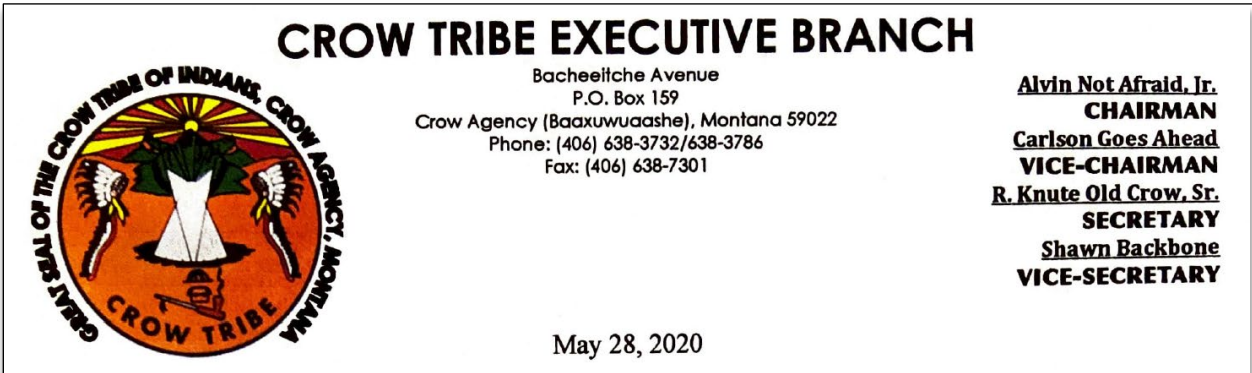 CROW TRIBE EXECUTIVE BRANCH
Bacheeitche Avenue
P.O. Box 159
Crow Agency (Baaxuwuaashe), Montana 59022
Phone: (406) 638-3732/638-3786
Fax: (406) 638-7301
GREAT SEAL OF THE CROW TRIBE OF INDIANS, CROW AGENCY, MONTANA
CROW TRIBE
Alvin Not Afraid, Jr.
CHAIRMAN
Carlson Goes Ahead
VICE-CHAIRMAN
R. Knute Old Crow, Sr.
SECRETARY
Shawn Backbone
VICE-SECRETARY
May 28, 2020